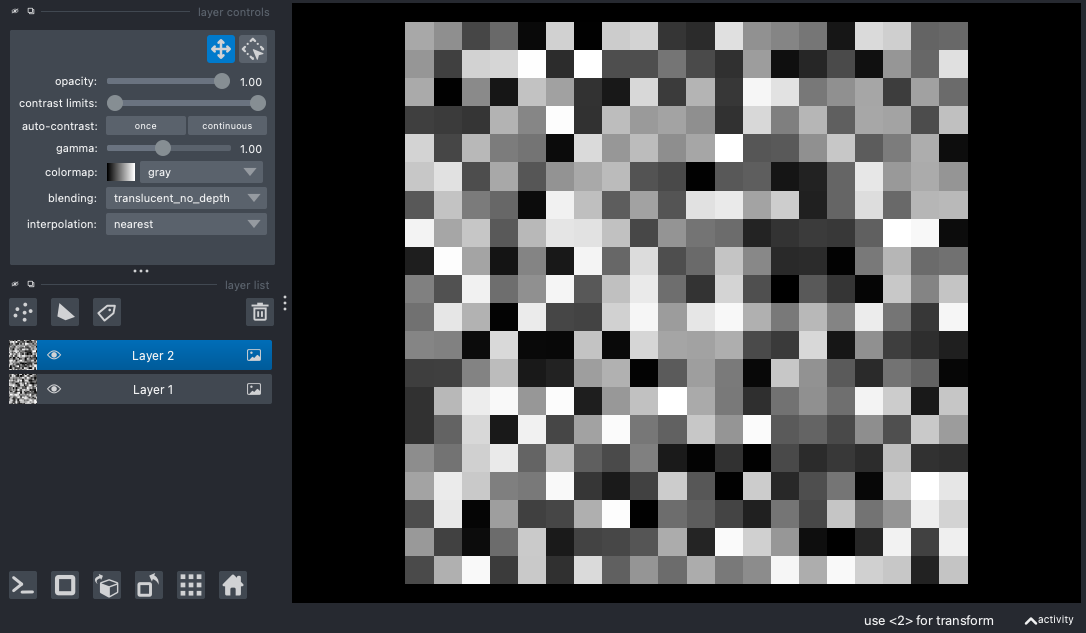 layer controls
opacity: 1.00
contrast limits:
auto-contrast: once continuous
gamma: 1.00
colormap: gray
blending: translucent_no_depth
interpolation: nearest
layer list
Layer 2
Layer 1
use <2> for transform
activity